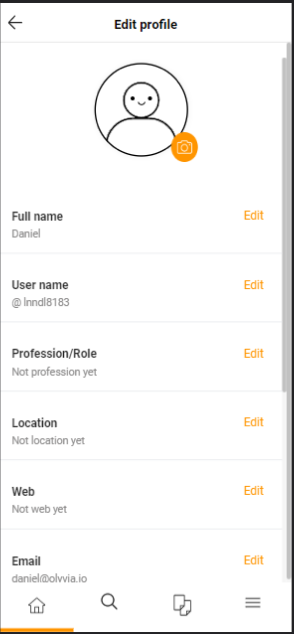 Edit profile
Full name
Edit
Daniel
User name
Edit
@ lnndl8183
Profession/Role
Edit
Not profession yet
Location
Edit
Not location yet
Web
Edit
Not web yet
Email
Edit
daniel@olvvia.io